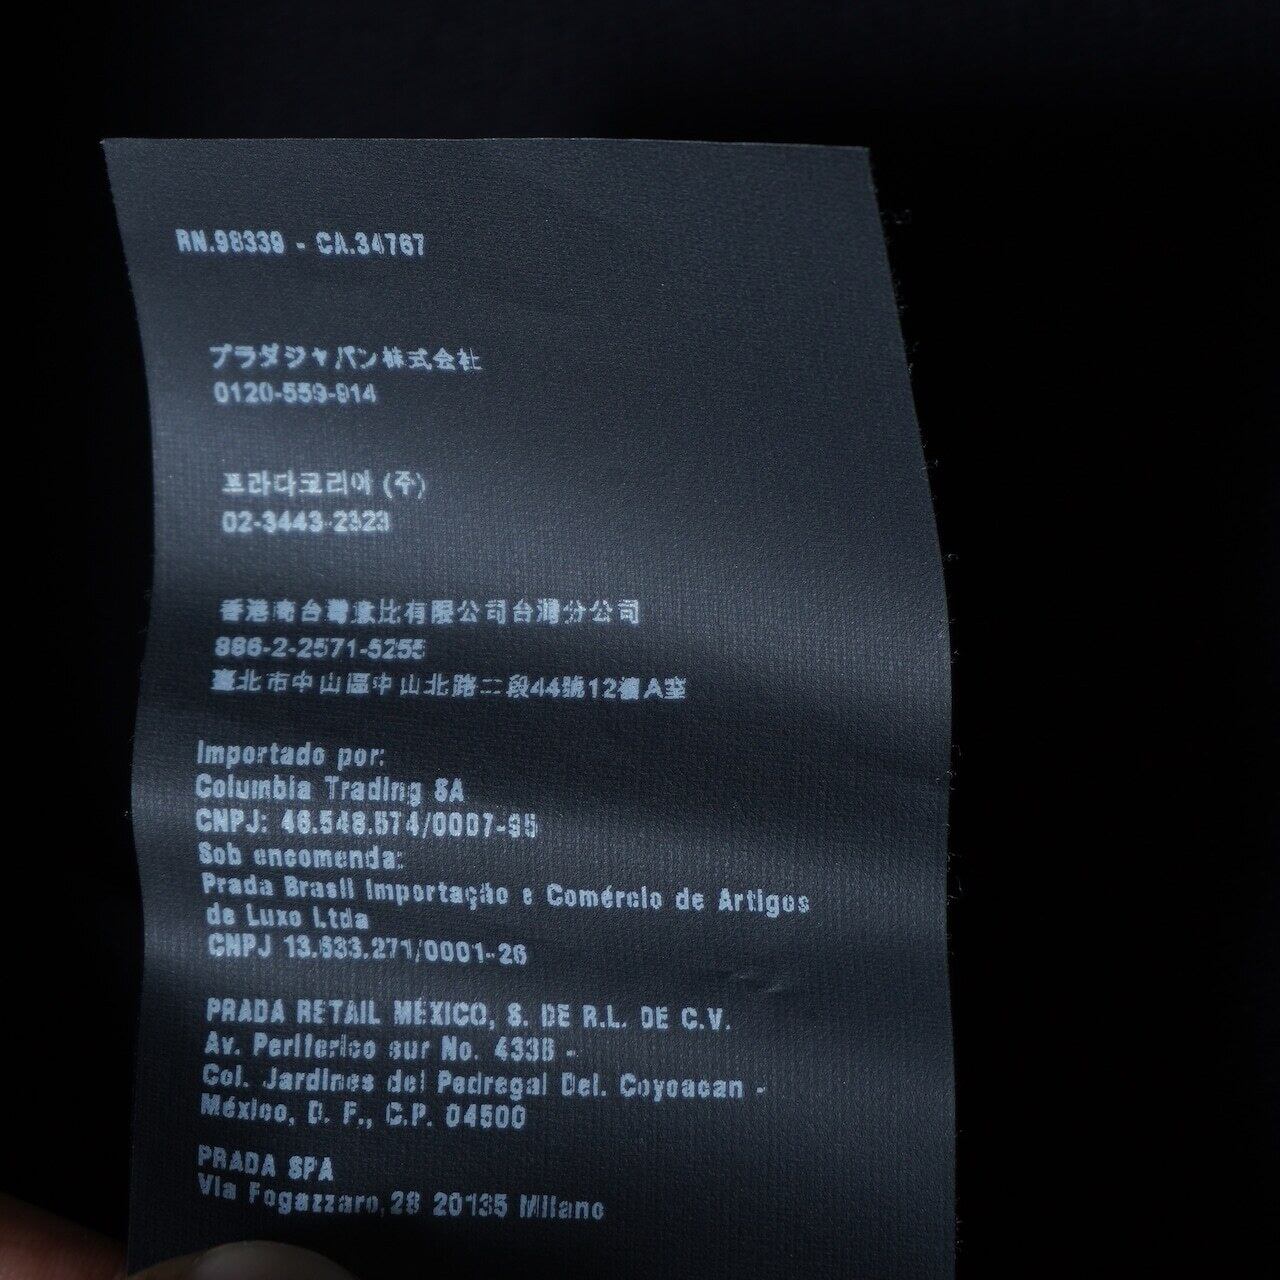 RN.98339 - CA.34767
プラダジャパン株式会社
0120-559-914
프라다코리아 (주)
02-3443-2323
香港商台灣意比有限公司台灣分公司
886-2-2571-5255
臺北市中山區中山北路二段44號12樓A室
Importado por:
Columbia Trading SA
CNPJ: 46.548.574/0007-95
Sob encomenda:
Prada Brasil Importação e Comércio de Artigos
de Luxo Ltda
CNPJ 13.633.271/0001-26
PRADA RETAIL MÉXICO, S. DE R.L. DE C.V.
Av. Periferico sur No. 4338 -
Col. Jardines del Pedregal Del. Coyoacan -
México, D. F., C.P. 04500
PRADA SPA
Via Fogazzaro,28 20135 Milano